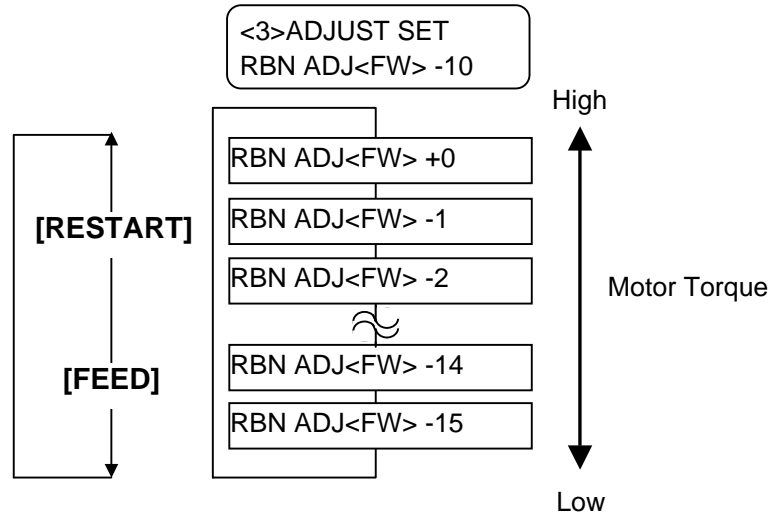 <3>ADJUST SET
RBN ADJ<FW> -10
High
RBN ADJ<FW> +0
RBN ADJ<FW> -1
[RESTART]
RBN ADJ<FW> -2
Motor Torque
RBN ADJ<FW> -14
[FEED]
RBN ADJ<FW> -15
Low